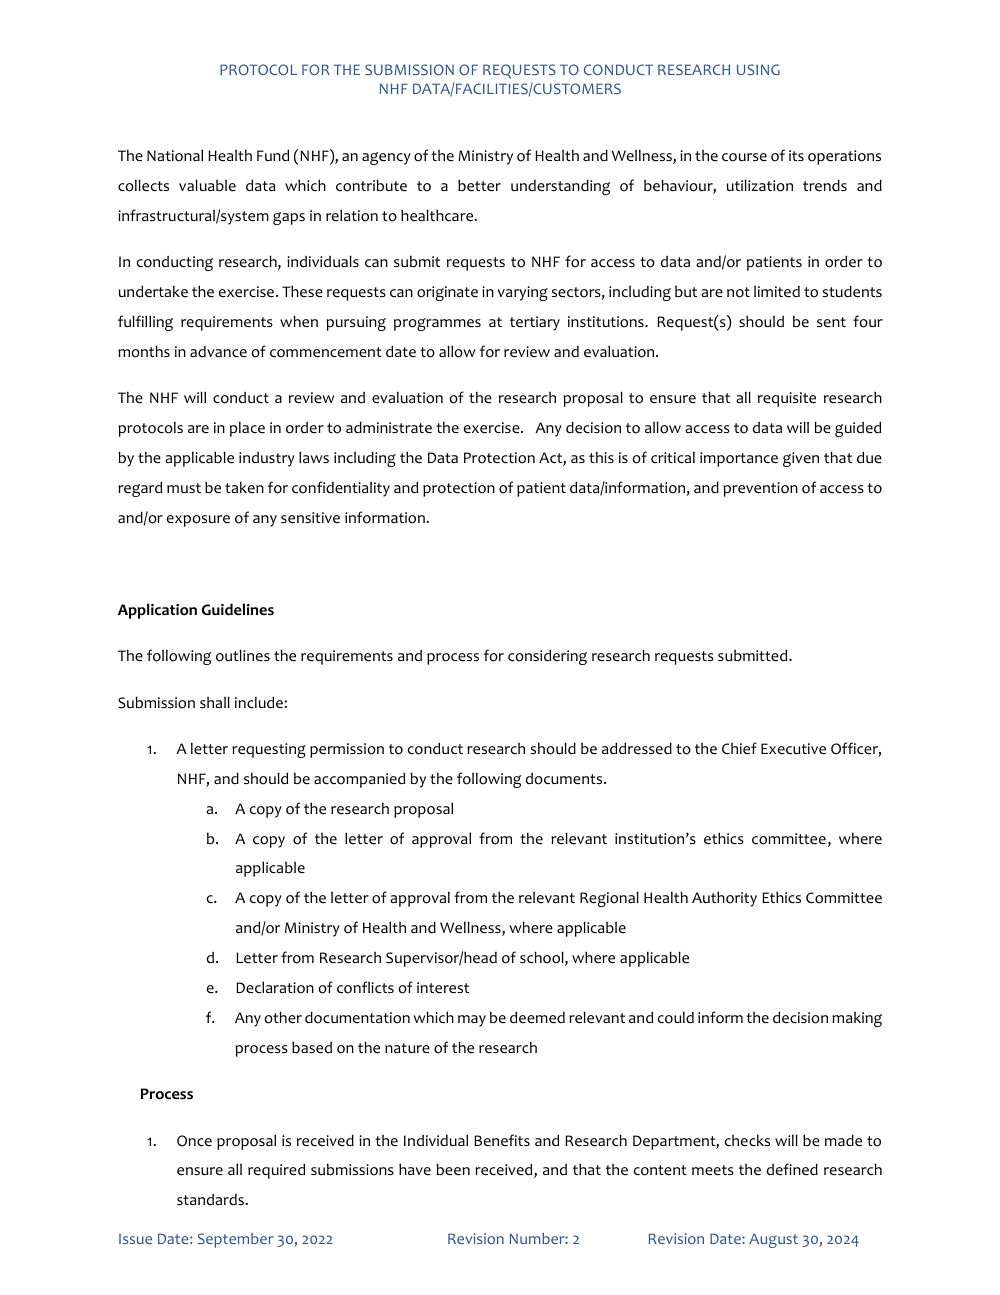 PROTOCOL FOR THE SUBMISSION OF REQUESTS TO CONDUCT RESEARCH USING
NHF DATA/FACILITIES/CUSTOMERS
The National Health Fund (NHF), an agency of the Ministry of Health and Wellness, in the course of its operations
collects valuable data which contribute to a better understanding of behaviour, utilization trends and
infrastructural/system gaps in relation to healthcare.
In conducting research, individuals can submit requests to NHF for access to data and/or patients in order to
undertake the exercise. These requests can originate in varying sectors, including but are not limited to students
fulfilling requirements when pursuing programmes at tertiary institutions. Request(s) should be sent four
months in advance of commencement date to allow for review and evaluation.
The NHF will conduct a review and evaluation of the research proposal to ensure that all requisite research
protocols are in place in order to administrate the exercise. Any decision to allow access to data will be guided
by the applicable industry laws including the Data Protection Act, as this is of critical importance given that due
regard must be taken for confidentiality and protection of patient data/information, and prevention of access to
and/or exposure of any sensitive information.
Application Guidelines
The following outlines the requirements and process for considering research requests submitted.
Submission shall include:
1. A letter requesting permission to conduct research should be addressed to the Chief Executive Officer,
NHF, and should be accompanied by the following documents.
a. A copy of the research proposal
b. A copy of the letter of approval from the relevant institution’s ethics committee, where
applicable
c. A copy of the letter of approval from the relevant Regional Health Authority Ethics Committee
and/or Ministry of Health and Wellness, where applicable
d. Letter from Research Supervisor/head of school, where applicable
e. Declaration of conflicts of interest
f. Any other documentation which may be deemed relevant and could inform the decision making
process based on the nature of the research
Process
1. Once proposal is received in the Individual Benefits and Research Department, checks will be made to
ensure all required submissions have been received, and that the content meets the defined research
standards.
Issue Date: September 30, 2022 Revision Number: 2 Revision Date: August 30, 2024